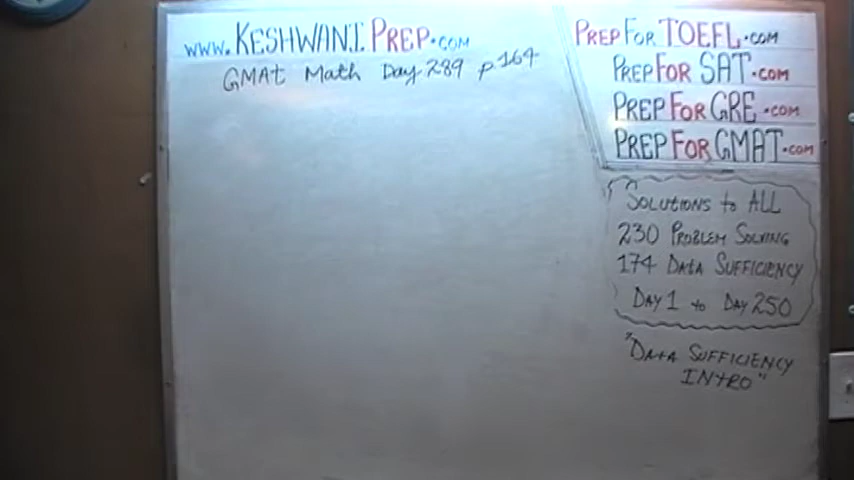 www.KESHWANI PREP.COM
GMAt Math Day 289 p 164
PREP FOR TOEFL.COM
PREP FOR SAT.COM
PREP FOR GRE.COM
PREP FOR GMAT.COM
SOLUTIONS to ALL
230 PROBLEM SOLVING
174 DATA SUFFICIENCY
DAY 1 to DAY 250
"DATA SUFFICIENCY
INTRO"